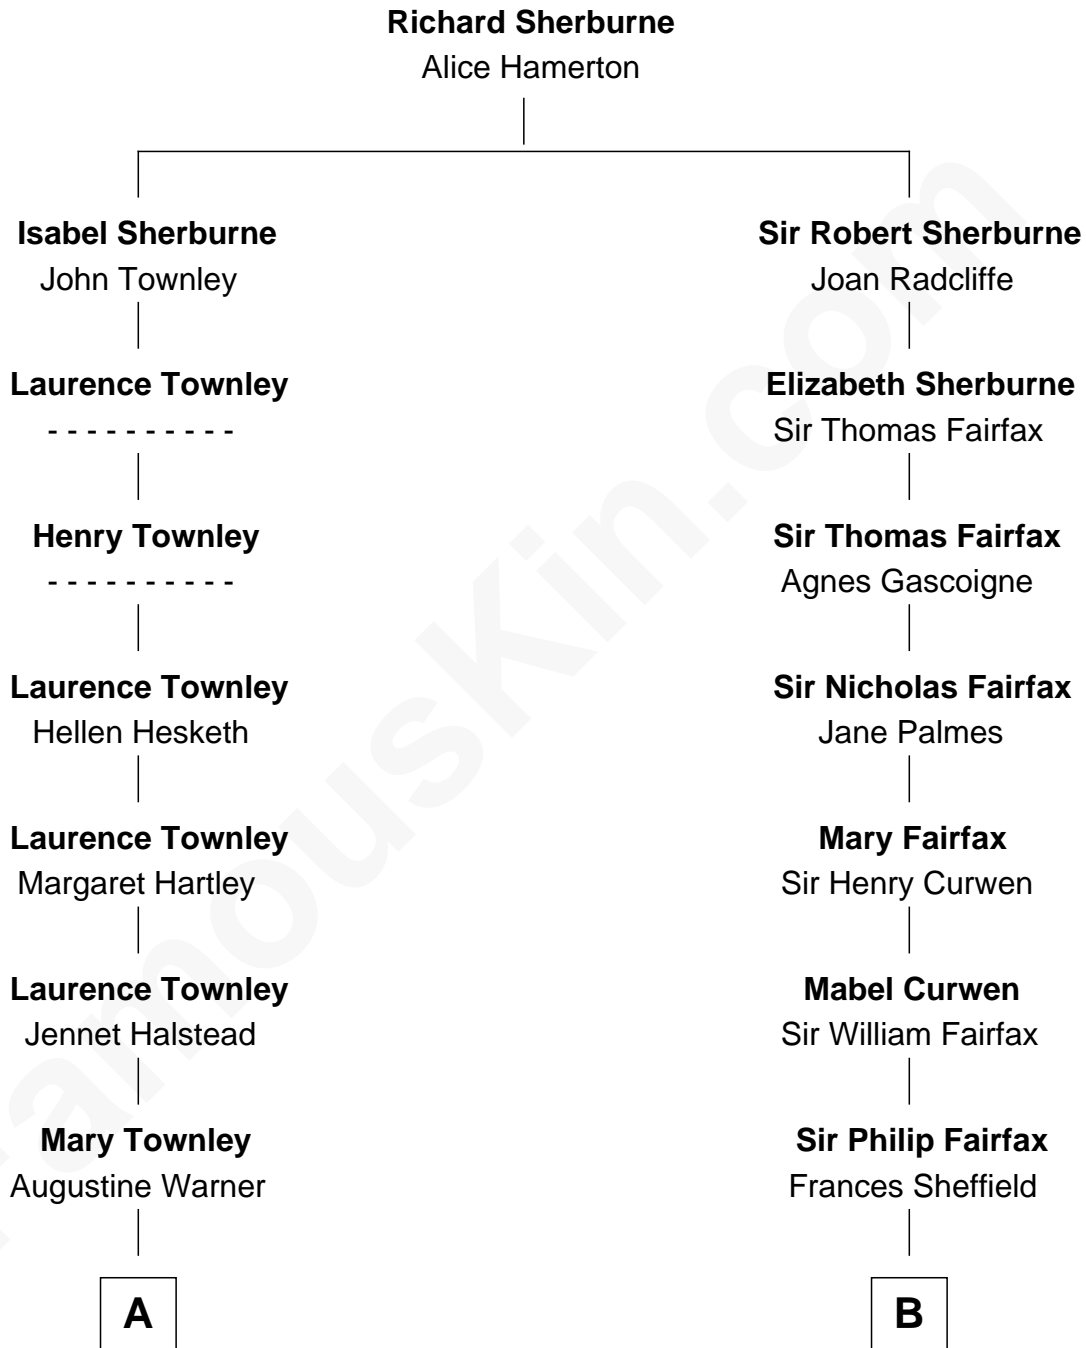 Richard Sherburne
Alice Hamerton
Isabel Sherburne
John Townley
Laurence Townley
- - - - - - - - - -
Henry Townley
- - - - - - - - - -
Laurence Townley
Hellen Hesketh
Laurence Townley
Margaret Hartley
Laurence Townley
Jennet Halstead
Mary Townley
Augustine Warner
A
Sir Robert Sherburne
Joan Radcliffe
Elizabeth Sherburne
Sir Thomas Fairfax
Sir Thomas Fairfax
Agnes Gascoigne
Sir Nicholas Fairfax
Jane Palmes
Mary Fairfax
Sir Henry Curwen
Mabel Curwen
Sir William Fairfax
Sir Philip Fairfax
Frances Sheffield
B
FamousKin.com